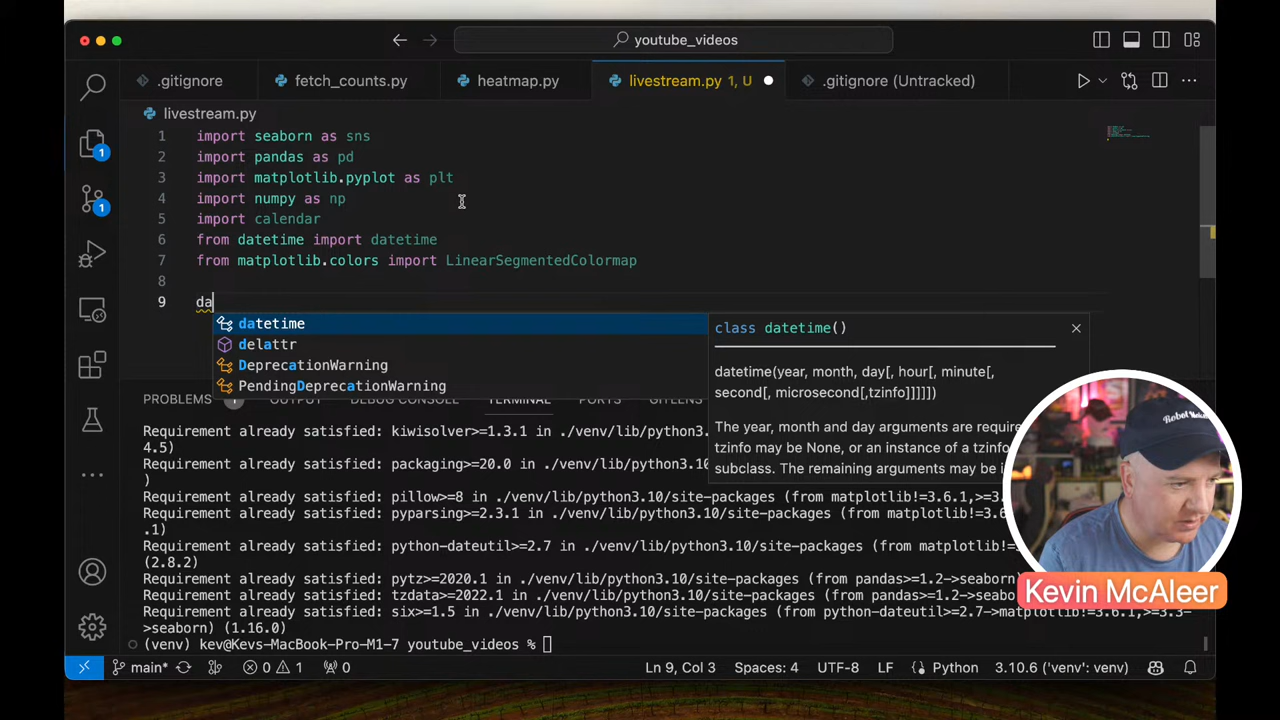 youtube_videos
.gitignore
fetch_counts.py
heatmap.py
livestream.py 1, U
.gitignore (Untracked)
livestream.py
1 import seaborn as sns
2 import pandas as pd
3 import matplotlib.pyplot as plt
4 import numpy as np
5 import calendar
6 from datetime import datetime
7 from matplotlib.colors import LinearSegmentedColormap
8
9 da
datetime
delattr
DeprecationWarning
PendingDeprecationWarning
class datetime()
datetime(year, month, day[, hour[, minute[,
second[, microsecond[,tzinfo]]]]])
The year, month and day arguments are require
tzinfo may be None, or an instance of a tzinfo
subclass. The remaining arguments may be i
PROBLEMS 1 OUTPUT DEBUG CONSOLE TERMINAL PORTS GITLENS
Requirement already satisfied: kiwisolver>=1.3.1 in ./venv/lib/python3.
4.5)
Requirement already satisfied: packaging>=20.0 in ./venv/lib/python3.10
)
Requirement already satisfied: pillow>=8 in ./venv/lib/python3.10/site-packages (from matplotlib!=3.6.1,>=3
Requirement already satisfied: pyparsing>=2.3.1 in ./venv/lib/python3.10/site-packages (from matplotlib!=3.6
.1)
Requirement already satisfied: python-dateutil>=2.7 in ./venv/lib/python3.10/site-packages (from matplotlib!=3
(2.8.2)
Requirement already satisfied: pytz>=2020.1 in ./venv/lib/python3.10/site-packages (from pandas>=1.2->seabor
Requirement already satisfied: tzdata>=2022.1 in ./venv/lib/python3.10/site-packages (from pandas>=1.2->seabo
Requirement already satisfied: six>=1.5 in ./venv/lib/python3.10/site-packages (from python-dateutil>=2.7->matplotlib!=3.6.1,>=3.3-
>seaborn) (1.16.0)
(venv) kev@Kevs-MacBook-Pro-M1-7 youtube_videos %
Kevin McAleer
main* 0 1 0 Ln 9, Col 3 Spaces: 4 UTF-8 LF Python 3.10.6 ('venv': venv)
1
1